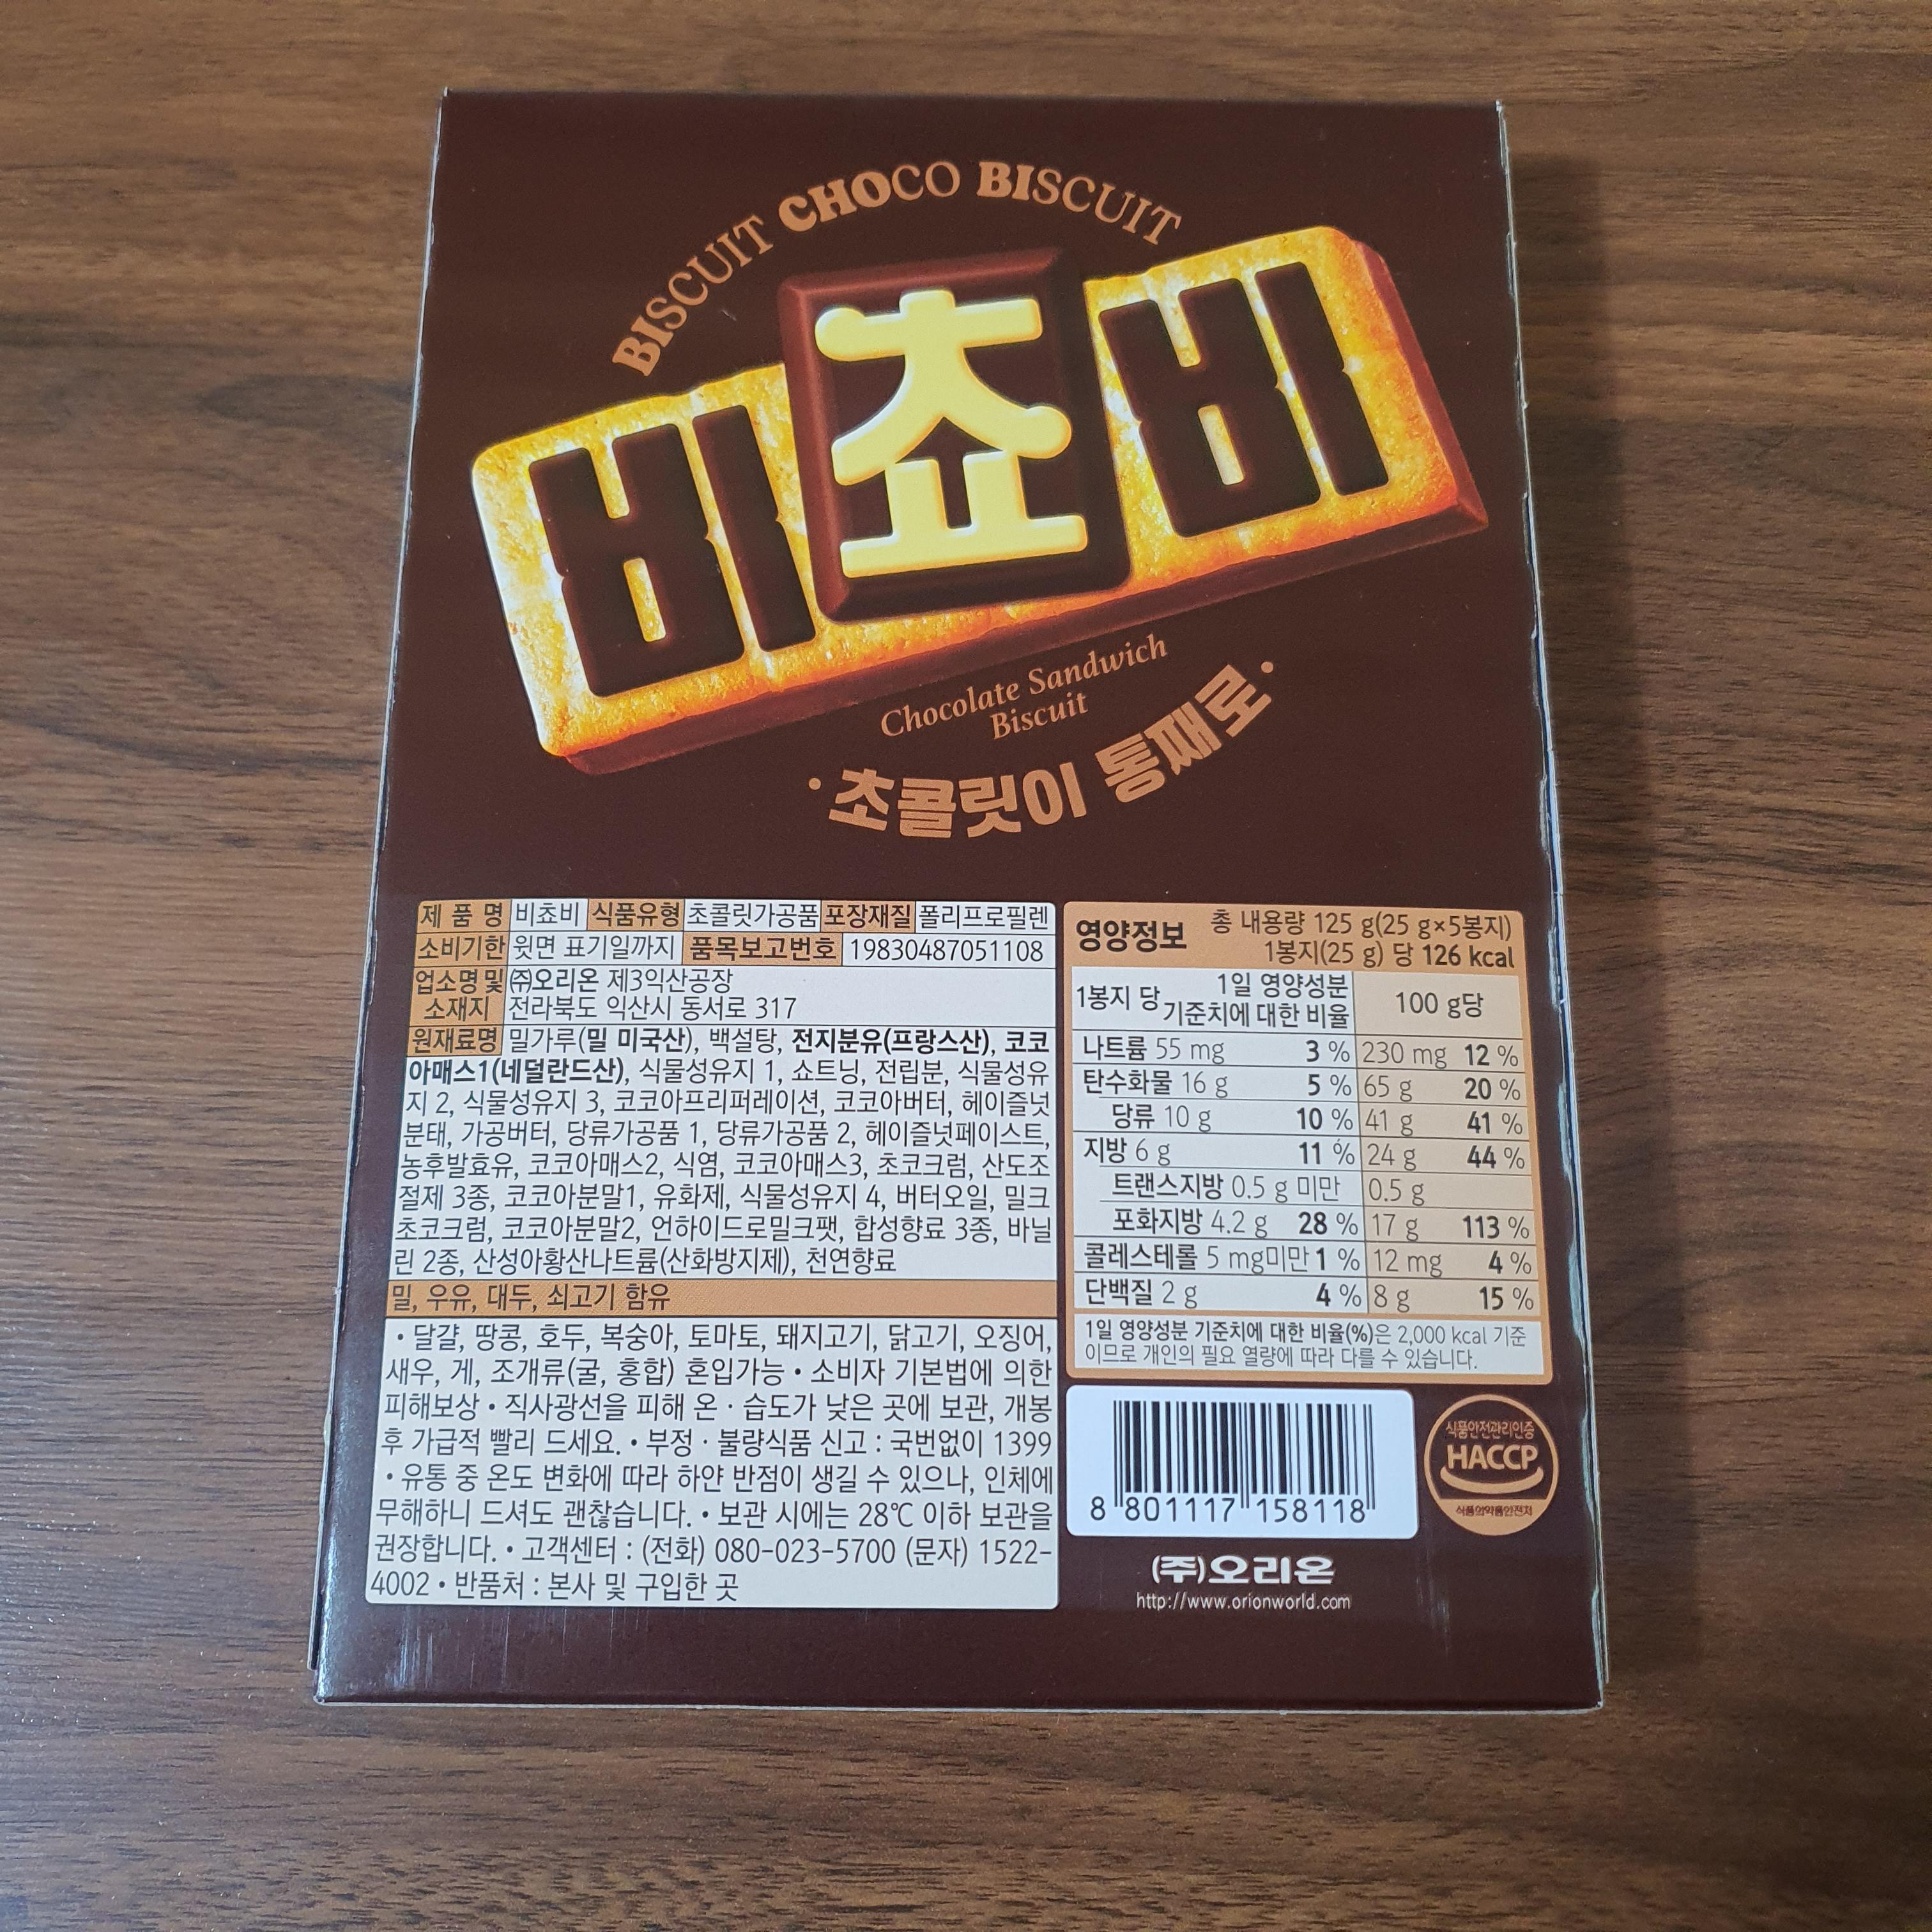 BISCUIT CHOCO BISCUIT
비쵸비
Chocolate Sandwich
Biscuit
• 초콜릿이 통째로 •
제 품 명 비쵸비 식품유형 초콜릿가공품 포장재질 폴리프로필렌
소비기한 윗면 표기일까지 품목보고번호 19830487051108
업소명 및 ㈜오리온 제3익산공장
소재지 전라북도 익산시 동서로 317
원재료명 밀가루(밀 미국산), 백설탕, 전지분유(프랑스산), 코코
아매스1(네덜란드산), 식물성유지 1, 쇼트닝, 전립분, 식물성유
지 2, 식물성유지 3, 코코아프리퍼레이션, 코코아버터, 헤이즐넛
분태, 가공버터, 당류가공품 1, 당류가공품 2, 헤이즐넛페이스트,
농후발효유, 코코아매스2, 식염, 코코아매스3, 초코크럼, 산도조
절제 3종, 코코아분말1, 유화제, 식물성유지 4, 버터오일, 밀크
초코크럼, 코코아분말2, 언하이드로밀크팻, 합성향료 3종, 바닐
린 2종, 산성아황산나트륨(산화방지제), 천연향료
밀, 우유, 대두, 쇠고기 함유
• 달걀, 땅콩, 호두, 복숭아, 토마토, 돼지고기, 닭고기, 오징어,
새우, 게, 조개류(굴, 홍합) 혼입가능 • 소비자 기본법에 의한
피해보상 • 직사광선을 피해 온 · 습도가 낮은 곳에 보관, 개봉
후 가급적 빨리 드세요. • 부정 · 불량식품 신고 : 국번없이 1399
• 유통 중 온도 변화에 따라 하얀 반점이 생길 수 있으나, 인체에
무해하니 드셔도 괜찮습니다. • 보관 시에는 28℃ 이하 보관을
권장합니다. • 고객센터 : (전화) 080-023-5700 (문자) 1522-
4002 • 반품처 : 본사 및 구입한 곳
영양정보 총 내용량 125 g(25 g×5봉지)
1봉지(25 g) 당 126 kcal
1봉지 당 1일 영양성분 기준치에 대한 비율 100 g당
나트륨 55 mg 3 % 230 mg 12 %
탄수화물 16 g 5 % 65 g 20 %
당류 10 g 10 % 41 g 41 %
지방 6 g 11 % 24 g 44 %
트랜스지방 0.5 g 미만 0.5 g
포화지방 4.2 g 28 % 17 g 113 %
콜레스테롤 5 mg미만 1 % 12 mg 4 %
단백질 2 g 4 % 8 g 15 %
1일 영양성분 기준치에 대한 비율(%)은 2,000 kcal 기준
이므로 개인의 필요 열량에 따라 다를 수 있습니다.
8 801117 158118
식품안전관리인증
HACCP
식품의약품안전처
(주)오리온
http://www.orionworld.com